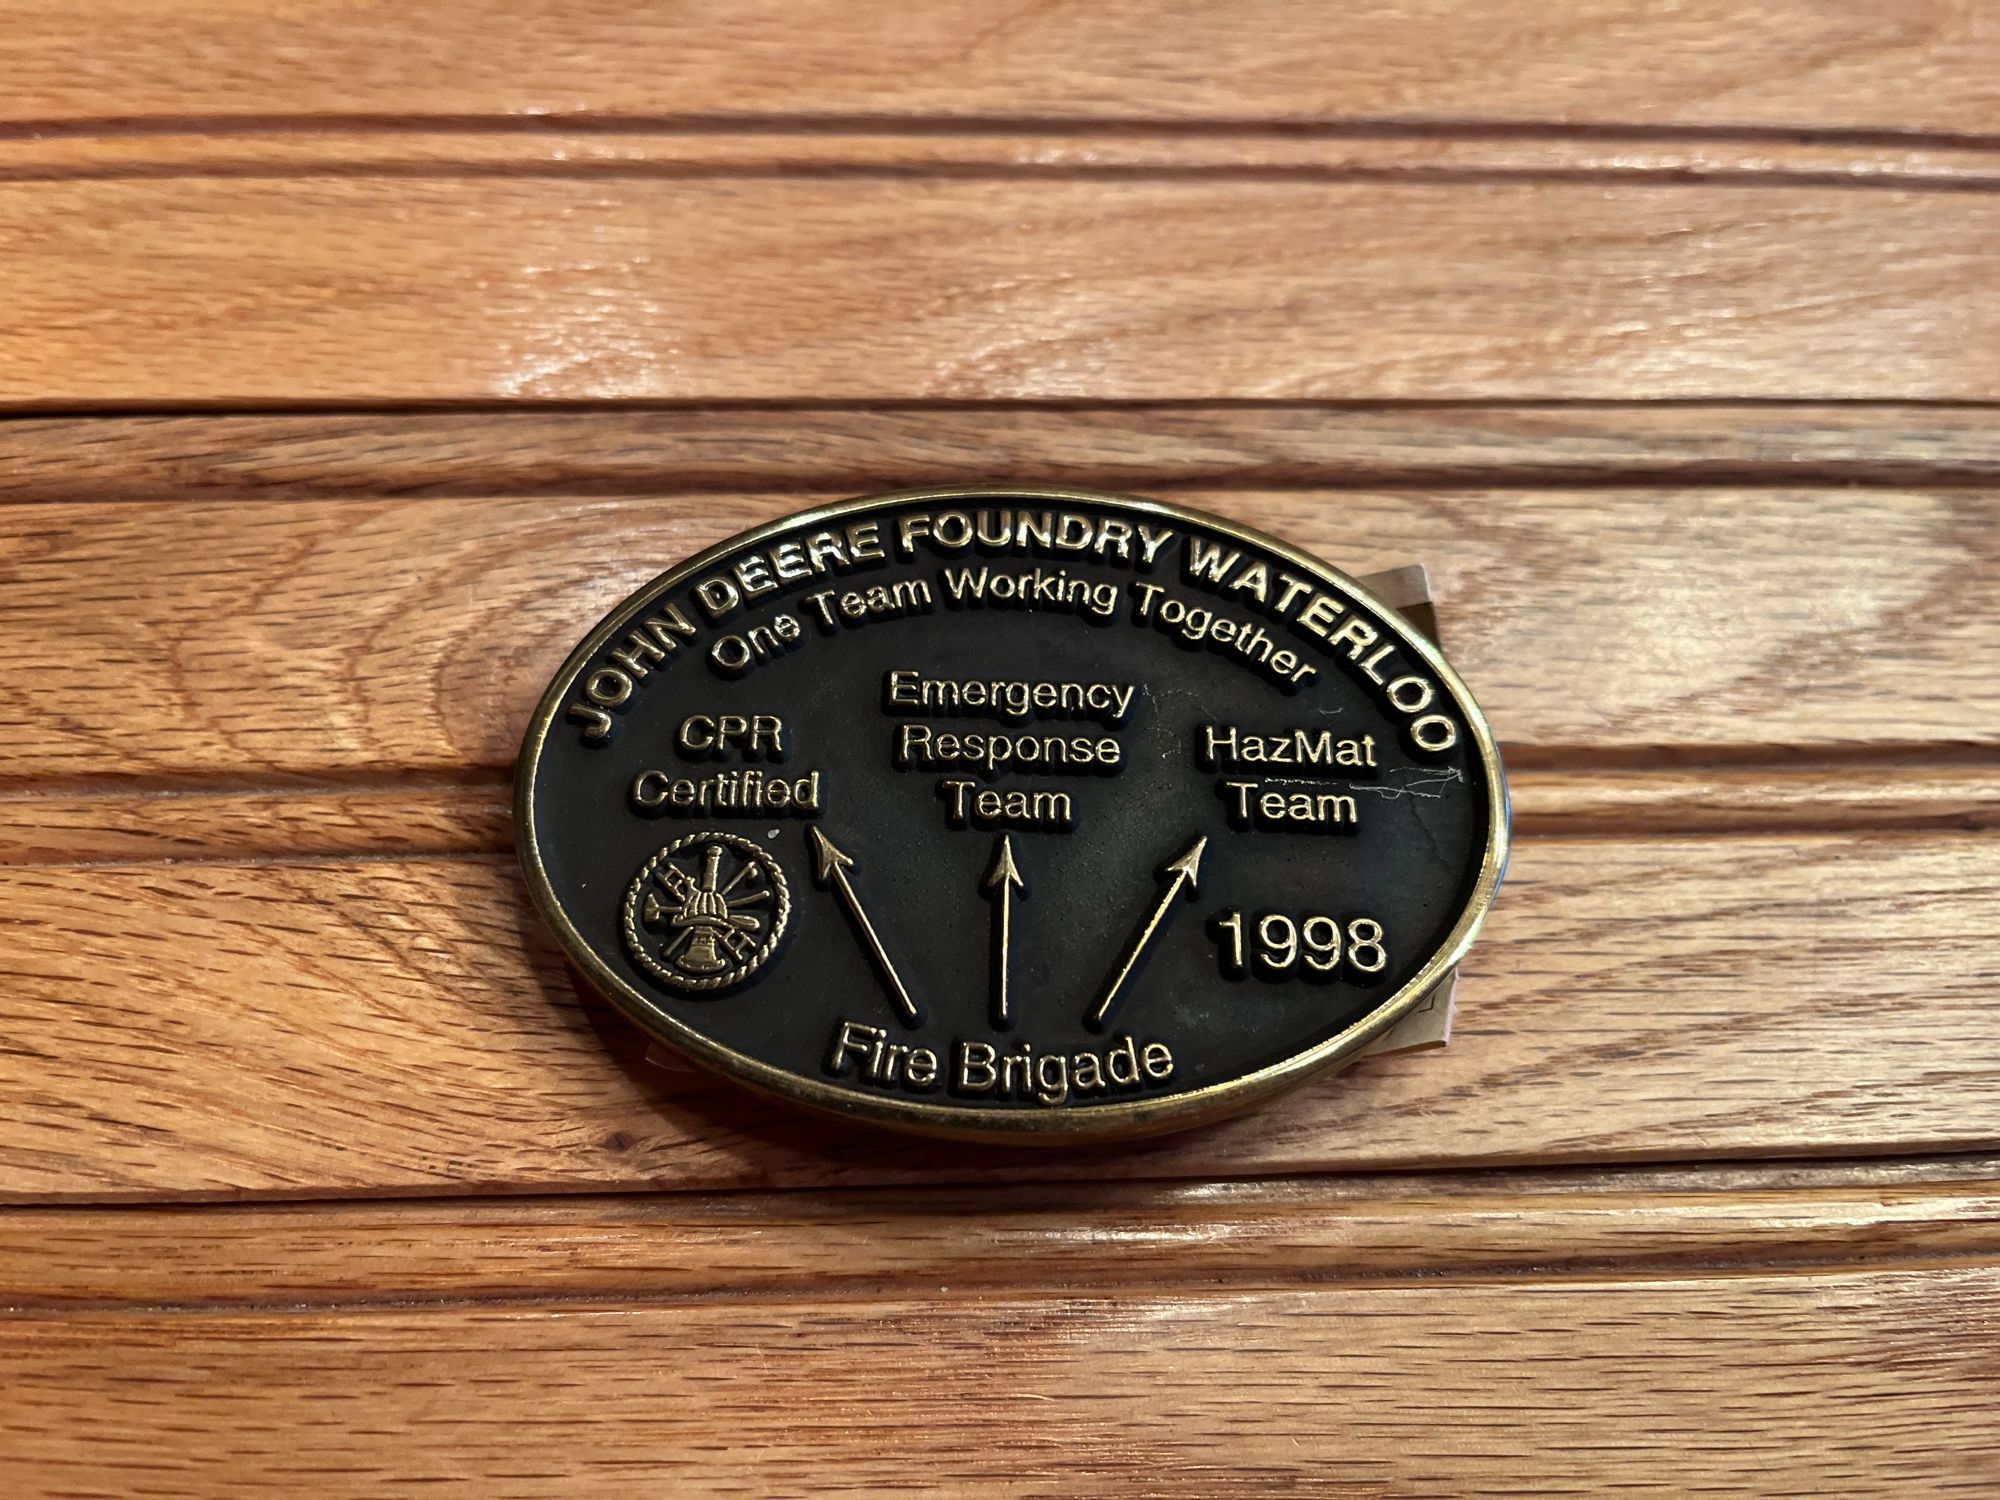 JOHN DEERE FOUNDRY WATERLOO
One Team Working Together
CPR
Certified
Emergency
Response
Team
HazMat
Team
1998
Fire Brigade